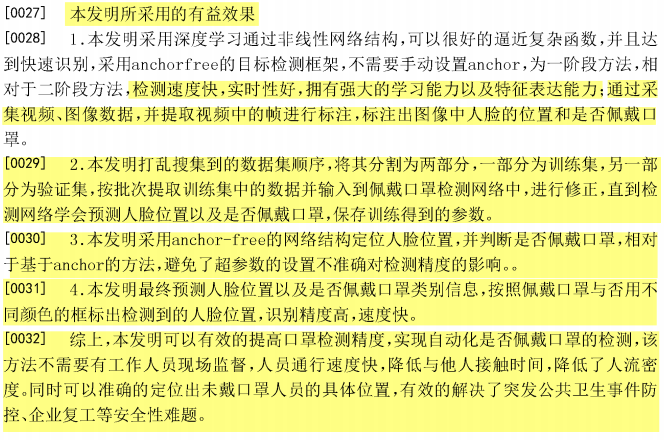 [0027] 本发明所采用的有益效果
[0028] 1.本发明采用深度学习通过非线性网络结构,可以很好的逼近复杂函数,并且达
到快速识别,采用anchorfree的目标检测框架,不需要手动设置anchor,为一阶段方法,相
对于二阶段方法,检测速度快,实时性好,拥有强大的学习能力以及特征表达能力;通过采
集视频、图像数据,并提取视频中的帧进行标注,标注出图像中人脸的位置和是否佩戴口
罩。
[0029] 2.本发明打乱搜集到的数据集顺序,将其分割为两部分,一部分为训练集,另一部
分为验证集,按批次提取训练集中的数据并输入到佩戴口罩检测网络中,进行修正,直到检
测网络学会预测人脸位置以及是否佩戴口罩,保存训练得到的参数。
[0030] 3.本发明采用anchor-free的网络结构定位人脸位置,并判断是否佩戴口罩,相对
于基于anchor的方法,避免了超参数的设置不准确对检测精度的影响。。
[0031] 4.本发明最终预测人脸位置以及是否佩戴口罩类别信息,按照佩戴口罩与否用不
同颜色的框标出检测到的人脸位置,识别精度高,速度快。
[0032] 综上,本发明可以有效的提高口罩检测精度,实现自动化是否佩戴口罩的检测,该
方法不需要有工作人员现场监督,人员通行速度快,降低与他人接触时间,降低了人流密
度。同时可以准确的定位出未戴口罩人员的具体位置,有效的解决了突发公共卫生事件防
控、企业复工等安全性难题。